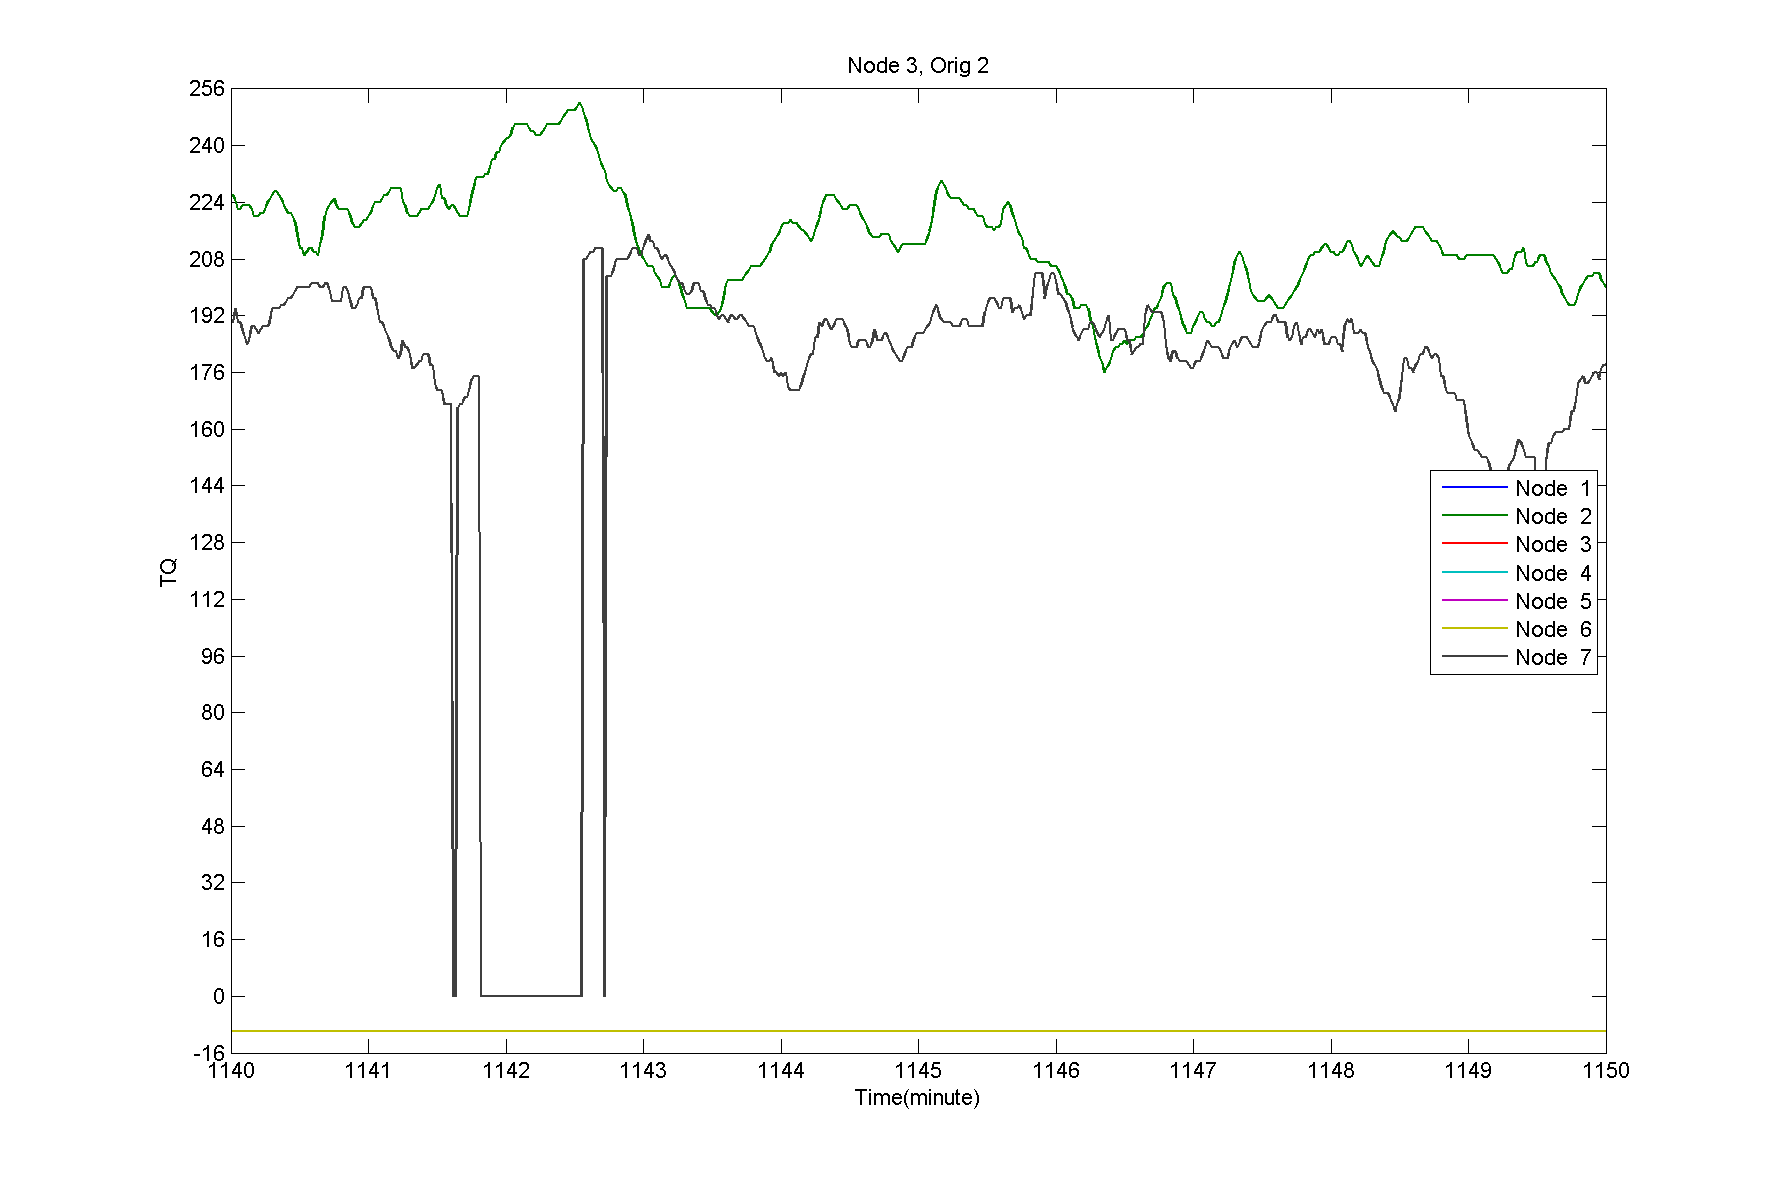 Node 3, Orig 2
256
240
224
208
192
176
160
144
128
112
96
80
64
48
32
16
0
-16
TQ
Node 1
Node 2
Node 3
Node 4
Node 5
Node 6
Node 7
1140 1141 1142 1143 1144 1145 1146 1147 1148 1149 1150
Time(minute)